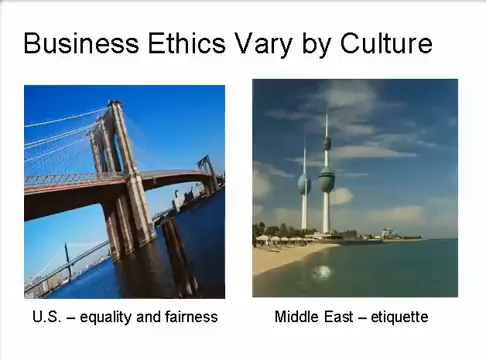 Business Ethics Vary by Culture
U.S. – equality and fairness
Middle East – etiquette